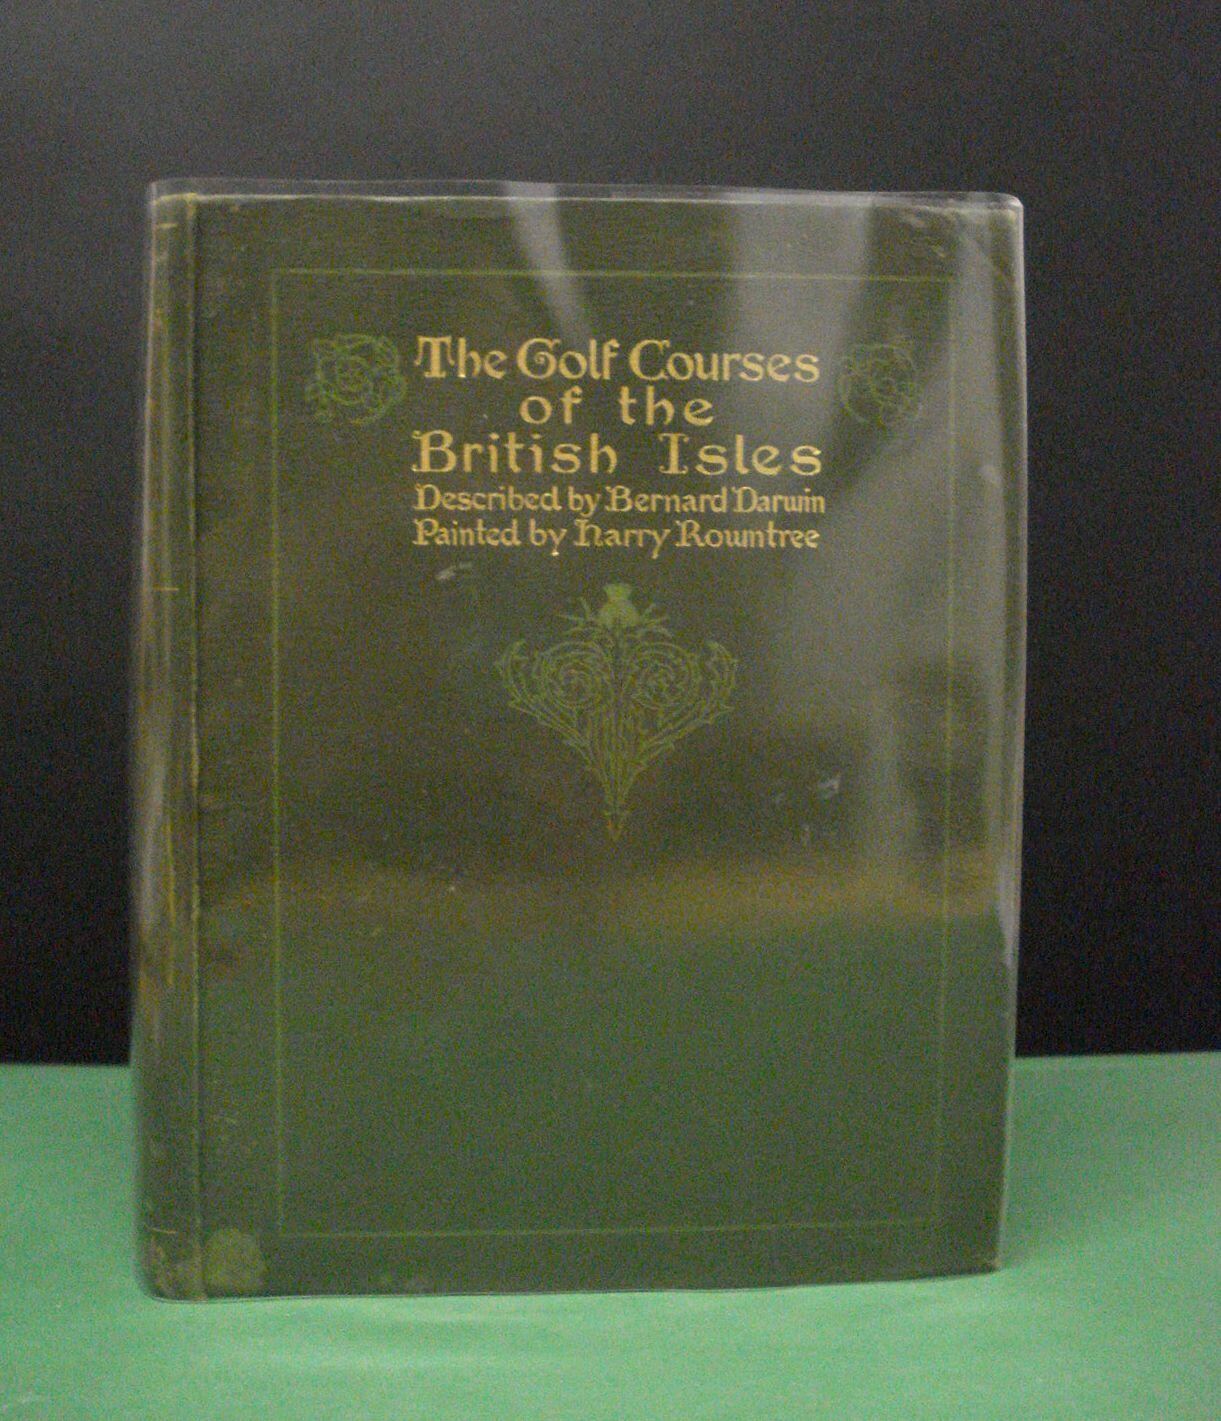 The Golf Courses
of the
British Isles
Described by Bernard Darwin
Painted by Harry Rowntree